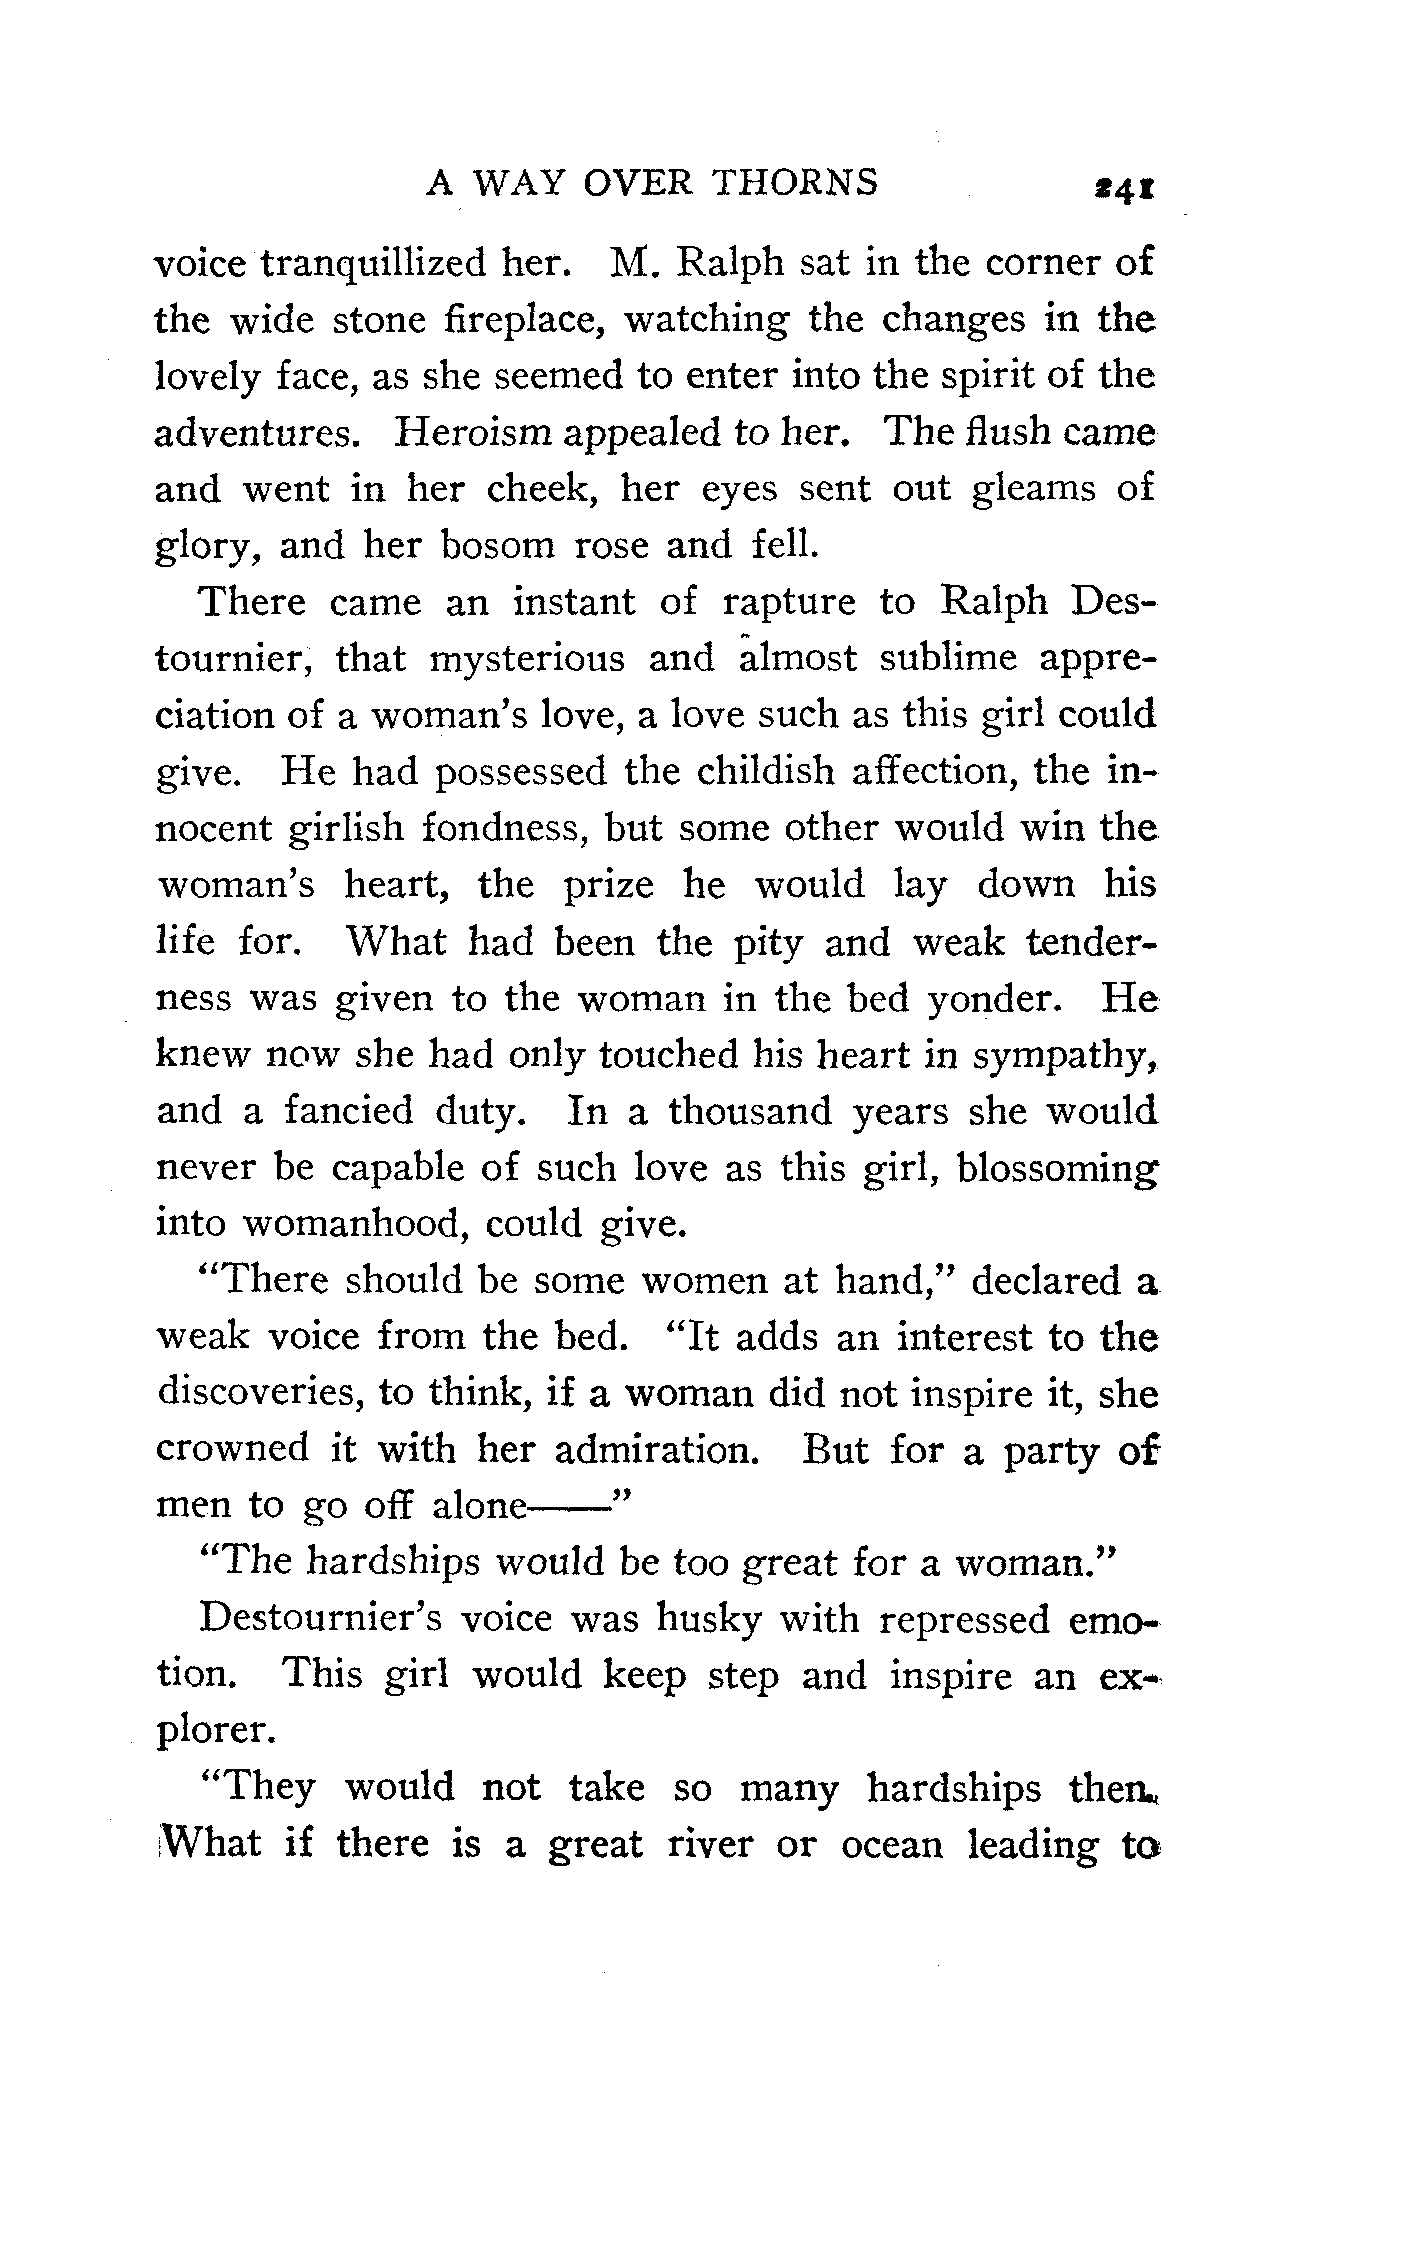 A WAY OVER THORNS 241
voice tranquillized her. M. Ralph sat in the corner of
the wide stone fireplace, watching the changes in the
lovely face, as she seemed to enter into the spirit of the
adventures. Heroism appealed to her. The flush came
and went in her cheek, her eyes sent out gleams of
glory, and her bosom rose and fell.
There came an instant of rapture to Ralph Des-
tournier, that mysterious and almost sublime appre-
ciation of a woman's love, a love such as this girl could
give. He had possessed the childish affection, the in-
nocent girlish fondness, but some other would win the
woman's heart, the prize he would lay down his
life for. What had been the pity and weak tender-
ness was given to the woman in the bed yonder. He
knew now she had only touched his heart in sympathy,
and a fancied duty. In a thousand years she would
never be capable of such love as this girl, blossoming
into womanhood, could give.
"There should be some women at hand," declared a
weak voice from the bed. "It adds an interest to the
discoveries, to think, if a woman did not inspire it, she
crowned it with her admiration. But for a party of
men to go off alone——"
"The hardships would be too great for a woman."
Destournier's voice was husky with repressed emo-
tion. This girl would keep step and inspire an ex-
plorer.
"They would not take so many hardships then.
What if there is a great river or ocean leading to